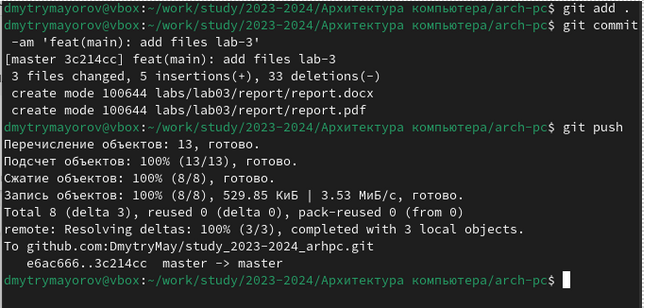 dmytrymayorov@vbox:~/work/study/2023-2024/Архитектура компьютера/arch-pc$ git add .
dmytrymayorov@vbox:~/work/study/2023-2024/Архитектура компьютера/arch-pc$ git commit
-am 'feat(main): add files lab-3'
[master 3c214cc] feat(main): add files lab-3
3 files changed, 5 insertions(+), 33 deletions(-)
create mode 100644 labs/lab03/report/report.docx
create mode 100644 labs/lab03/report/report.pdf
dmytrymayorov@vbox:~/work/study/2023-2024/Архитектура компьютера/arch-pc$ git push
Перечисление объектов: 13, готово.
Подсчет объектов: 100% (13/13), готово.
Сжатие объектов: 100% (8/8), готово.
Запись объектов: 100% (8/8), 529.85 КиБ | 3.53 МиБ/с, готово.
Total 8 (delta 3), reused 0 (delta 0), pack-reused 0 (from 0)
remote: Resolving deltas: 100% (3/3), completed with 3 local objects.
To github.com:DmytryMay/study_2023-2024_arhpc.git
e6ac666..3c214cc  master -> master
dmytrymayorov@vbox:~/work/study/2023-2024/Архитектура компьютера/arch-pc$